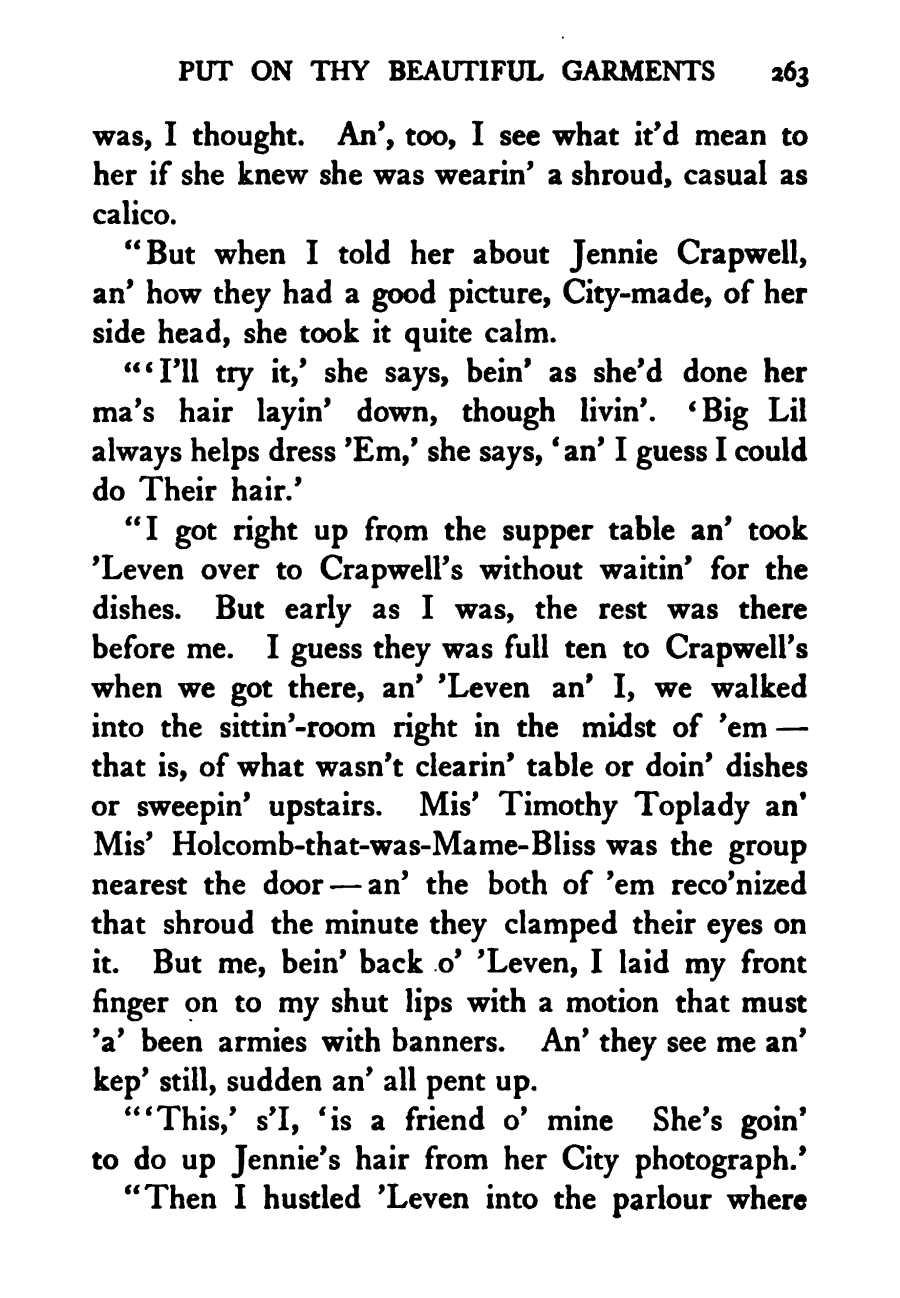 PUT ON THY BEAUTIFUL GARMENTS 263
was, I thought. An’, too, I see what it’d mean to
her if she knew she was wearin’ a shroud, casual as
calico.
“But when I told her about Jennie Crapwell,
an’ how they had a good picture, City-made, of her
side head, she took it quite calm.
“‘I’ll try it,’ she says, bein’ as she’d done her
ma’s hair layin’ down, though livin’. ‘Big Lil
always helps dress ’Em,’ she says, ‘an’ I guess I could
do Their hair.’
“I got right up from the supper table an’ took
’Leven over to Crapwell’s without waitin’ for the
dishes. But early as I was, the rest was there
before me. I guess they was full ten to Crapwell’s
when we got there, an’ ’Leven an’ I, we walked
into the sittin’-room right in the midst of ’em —
that is, of what wasn’t clearin’ table or doin’ dishes
or sweepin’ upstairs. Mis’ Timothy Toplady an’
Mis’ Holcomb-that-was-Mame-Bliss was the group
nearest the door — an’ the both of ’em reco’nized
that shroud the minute they clamped their eyes on
it. But me, bein’ back o’ ’Leven, I laid my front
finger on to my shut lips with a motion that must
’a’ been armies with banners. An’ they see me an’
kep’ still, sudden an’ all pent up.
“‘This,’ s’I, ‘is a friend o’ mine She’s goin’
to do up Jennie’s hair from her City photograph.’
“Then I hustled ’Leven into the parlour where